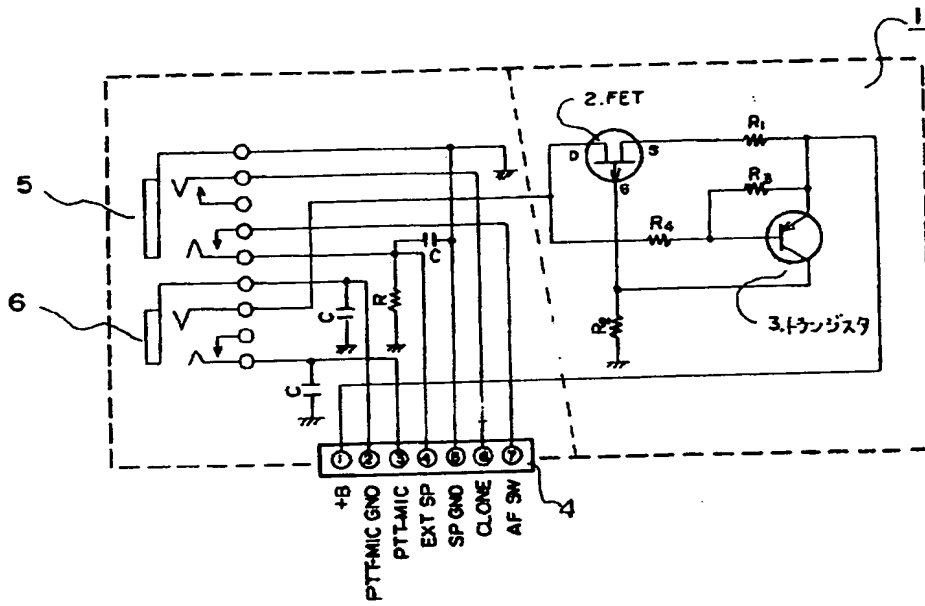 1
2.FET
D
S
G
R1
R3
R4
R2
3.トランジスタ
5
6
C
R
C
C
① ② ③ ④ ⑤ ⑥ ⑦
4
+B
PTT-MIC GND
PTT-MIC
EXT SP
SP GND
CLONE
AF SW